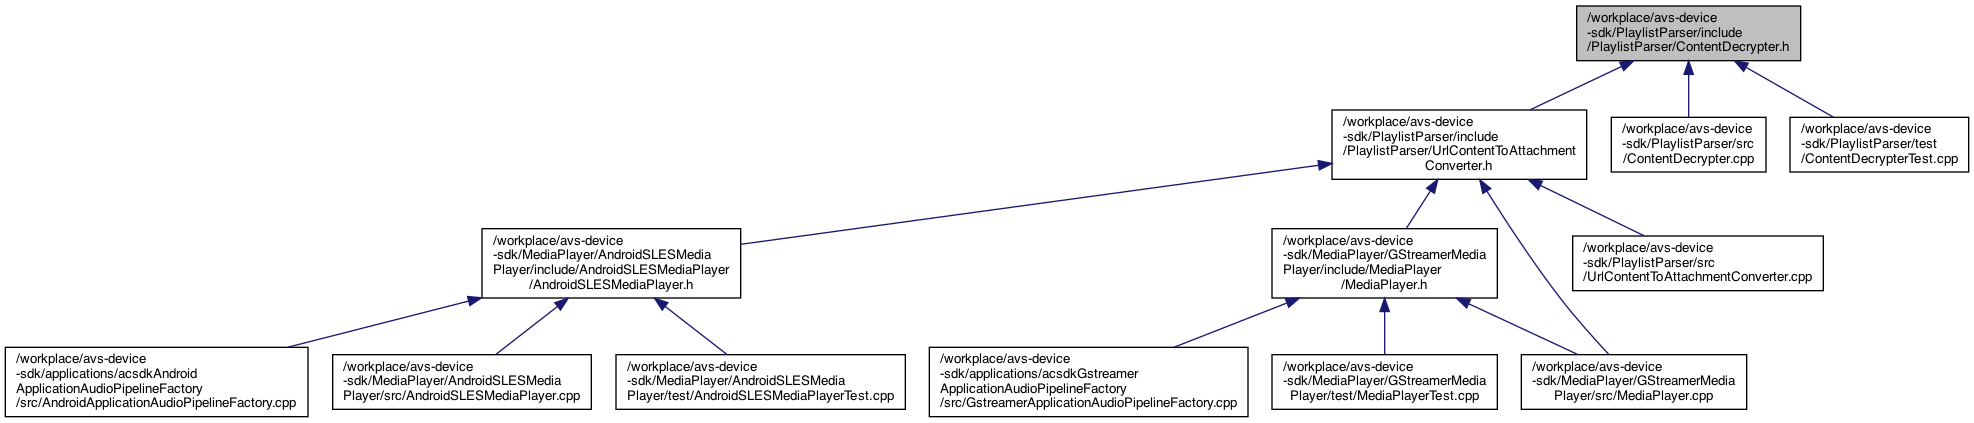 /workplace/avs-device
-sdk/PlaylistParser/include
/PlaylistParser/ContentDecrypter.h
/workplace/avs-device
-sdk/PlaylistParser/include
/PlaylistParser/UrlContentToAttachment
Converter.h
/workplace/avs-device
-sdk/PlaylistParser/src
/ContentDecrypter.cpp
/workplace/avs-device
-sdk/PlaylistParser/test
/ContentDecrypterTest.cpp
/workplace/avs-device
-sdk/MediaPlayer/AndroidSLESMedia
Player/include/AndroidSLESMediaPlayer
/AndroidSLESMediaPlayer.h
/workplace/avs-device
-sdk/MediaPlayer/GStreamerMedia
Player/include/MediaPlayer
/MediaPlayer.h
/workplace/avs-device
-sdk/PlaylistParser/src
/UrlContentToAttachmentConverter.cpp
/workplace/avs-device
-sdk/applications/acsdkAndroid
ApplicationAudioPipelineFactory
/src/AndroidApplicationAudioPipelineFactory.cpp
/workplace/avs-device
-sdk/MediaPlayer/AndroidSLESMedia
Player/src/AndroidSLESMediaPlayer.cpp
/workplace/avs-device
-sdk/MediaPlayer/AndroidSLESMedia
Player/test/AndroidSLESMediaPlayerTest.cpp
/workplace/avs-device
-sdk/applications/acsdkGstreamer
ApplicationAudioPipelineFactory
/src/GstreamerApplicationAudioPipelineFactory.cpp
/workplace/avs-device
-sdk/MediaPlayer/GStreamerMedia
Player/test/MediaPlayerTest.cpp
/workplace/avs-device
-sdk/MediaPlayer/GStreamerMedia
Player/src/MediaPlayer.cpp